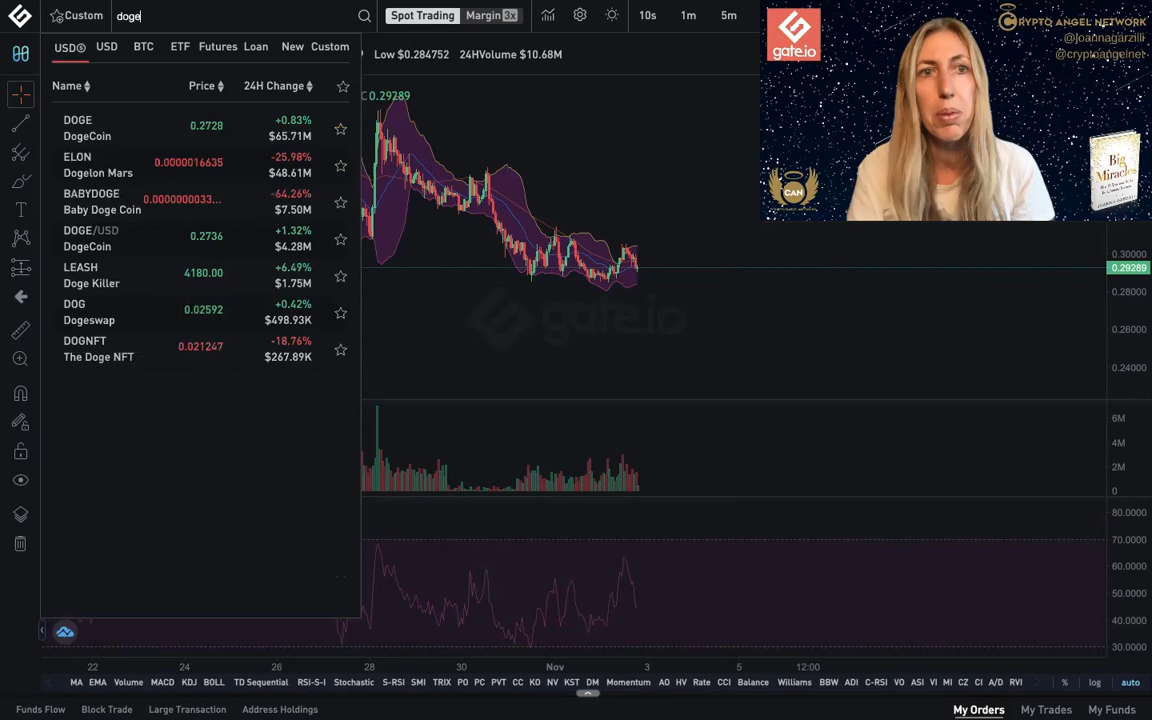 Custom
doge
Spot Trading
Margin 3x
10s
1m
5m
USDⓈ
USD
BTC
ETF
Futures
Loan
New
Custom
Low $0.284752
24HVolume $10.68M
Name
Price
24H Change
C 0.29289
DOGE
DogeCoin
0.2728
+0.83%
$65.71M
ELON
Dogelon Mars
0.0000016635
-25.98%
$48.61M
BABYDOGE
Baby Doge Coin
0.0000000033...
-64.26%
$7.50M
DOGE/USD
DogeCoin
0.2736
+1.32%
$4.28M
LEASH
Doge Killer
4180.00
+6.49%
$1.75M
DOG
Dogeswap
0.02592
+0.42%
$498.93K
DOGNFT
The Doge NFT
0.021247
-18.76%
$267.89K
gate.io
gate.io
CRYPTO ANGEL NETWORK
@joannagarzilli
@cryptoangelnet
CAN
Big
Miracles
0.30000
0.29289
0.28000
0.26000
0.24000
6M
4M
2M
0
80.0000
70.0000
60.0000
50.0000
40.0000
30.0000
22
24
26
28
30
Nov
3
5
12:00
MA EMA Volume MACD KDJ BOLL TD Sequential RSI-S-I Stochastic S-RSI SMI TRIX PO PC PVT CC KO NV KST DM Momentum AO HV Rate CCI Balance Williams BBW ADI C-RSI VO ASI VI MI CZ CI A/D RVI
%
log
auto
Funds Flow
Block Trade
Large Transaction
Address Holdings
My Orders
My Trades
My Funds